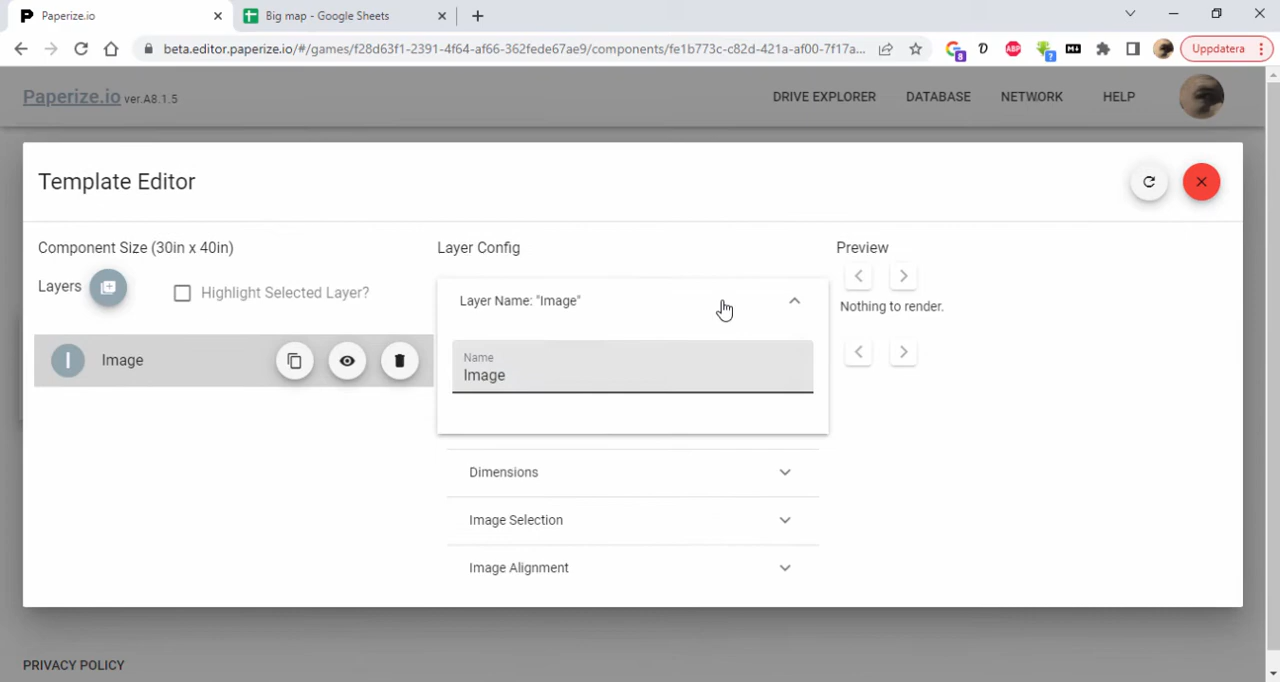 Paperize.io
Big map - Google Sheets
beta.editor.paperize.io/#/games/f28d63f1-2391-4f64-af66-362fede67ae9/components/fe1b773c-c82d-421a-af00-7f17a...
8
ABP
?
Uppdatera
Paperize.io ver.A8.1.5
DRIVE EXPLORER
DATABASE
NETWORK
HELP
Template Editor
Component Size (30in x 40in)
Layers
Highlight Selected Layer?
I
Image
Layer Config
Layer Name: "Image"
Name
Image
Dimensions
Image Selection
Image Alignment
Preview
Nothing to render.
PRIVACY POLICY